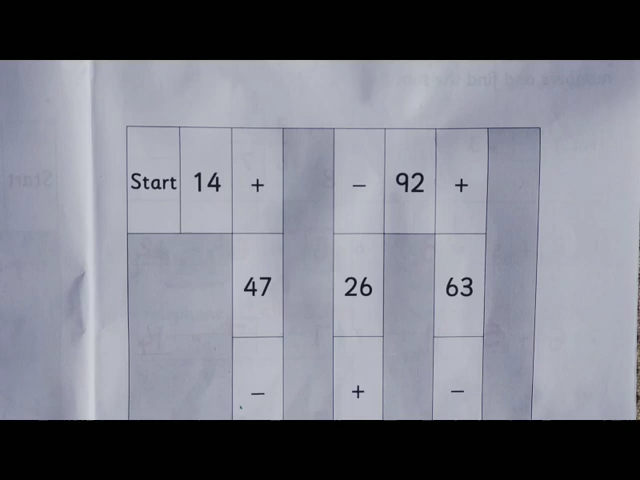 Start 14 + − 92 +
47 26 63
− + −